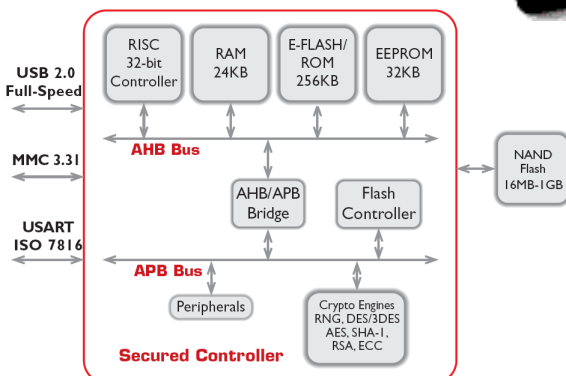 RISC
32-bit
Controller
RAM
24KB
E-FLASH/
ROM
256KB
EEPROM
32KB
USB 2.0
Full-Speed
AHB Bus
MMC 3.31
NAND
Flash
16MB-1GB
AHB/APB
Bridge
Flash
Controller
USART
ISO 7816
APB Bus
Peripherals
Crypto Engines
RNG, DES/3DES
AES, SHA-1,
RSA, ECC
Secured Controller